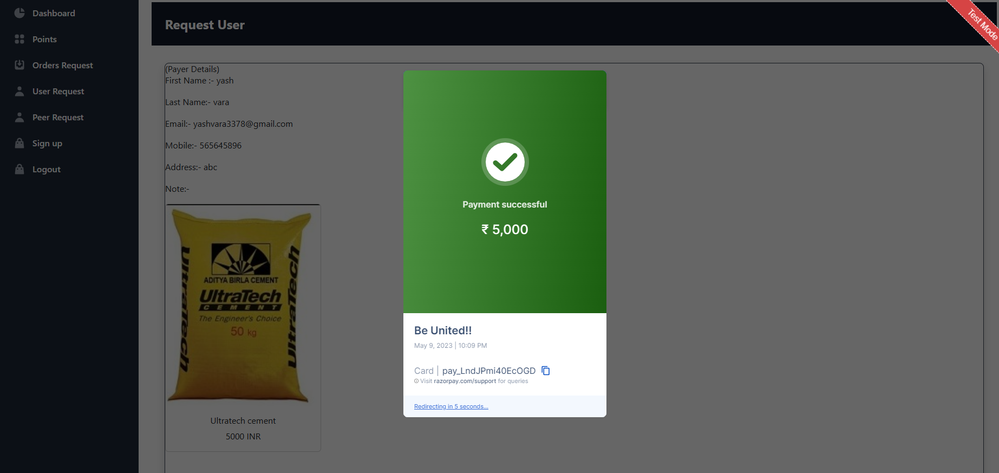 Dashboard
Points
Orders Request
User Request
Peer Request
Sign up
Logout
Request User
Test Mode
(Payer Details)
First Name :- yash
Last Name:- vara
Email:- yashvara3378@gmail.com
Mobile:- 565645896
Address:- abc
Note:-
UltraTech
UltraTech
ADITYA BIRLA CEMENT
UltraTech
CEMENT
The Engineer's Choice
50 kg
Ultratech cement
5000 INR
Payment successful
₹ 5,000
Be United!!
May 9, 2023 | 10:09 PM
Card | pay_LndJPmi40EcOGD
Visit razorpay.com/support for queries
Redirecting in 5 seconds...